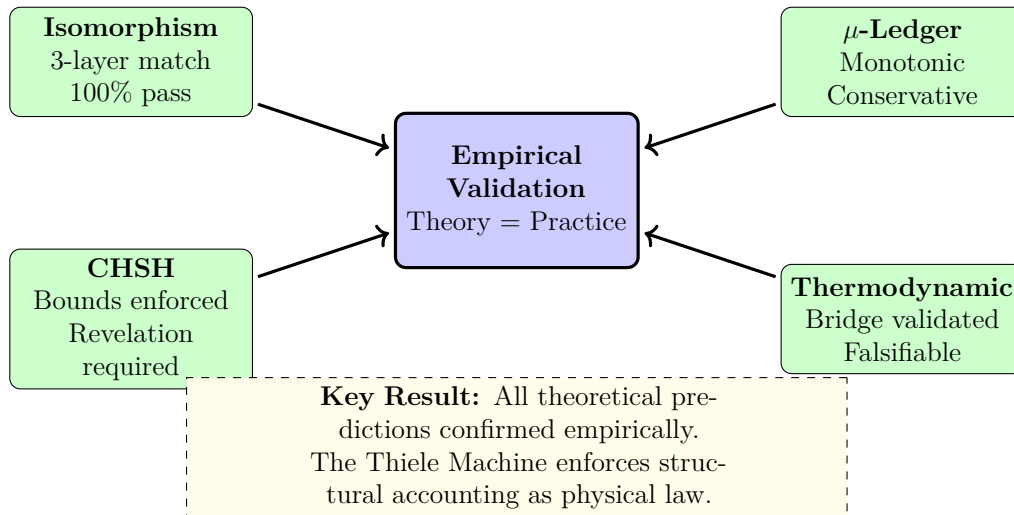 Isomorphism
3-layer match
100% pass
μ-Ledger
Monotonic
Conservative
Empirical
Validation
Theory = Practice
CHSH
Bounds enforced
Revelation
required
Thermodynamic
Bridge validated
Falsifiable
Key Result: All theoretical pre-
dictions confirmed empirically.
The Thiele Machine enforces struc-
tural accounting as physical law.